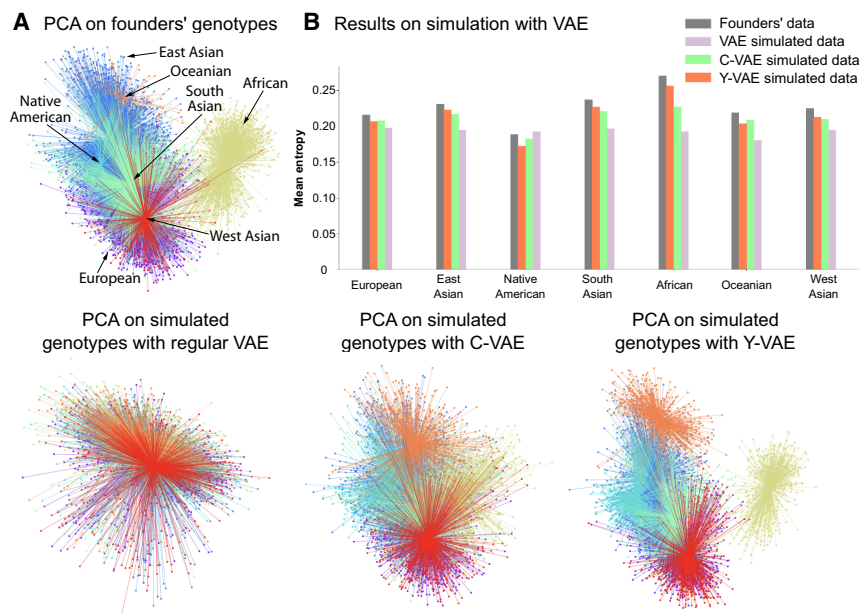 A PCA on founders' genotypes
East Asian
Oceanian
South
Asian
African
Native
American
West Asian
European
B Results on simulation with VAE
Founders' data
VAE simulated data
C-VAE simulated data
Y-VAE simulated data
Mean entropy
0.25
0.20
0.15
0.10
0.05
0
European
East
Asian
Native
American
South
Asian
African
Oceanian
West
Asian
PCA on simulated
genotypes with regular VAE
PCA on simulated
genotypes with C-VAE
PCA on simulated
genotypes with Y-VAE